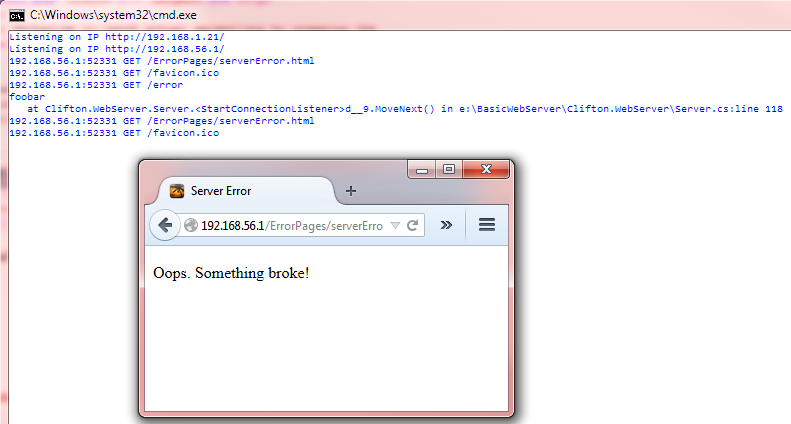 C:\Windows\system32\cmd.exe
Listening on IP http://192.168.1.21/
Listening on IP http://192.168.56.1/
192.168.56.1:52331 GET /ErrorPages/serverError.html
192.168.56.1:52331 GET /favicon.ico
192.168.56.1:52331 GET /error
foobar
   at Clifton.WebServer.Server.<StartConnectionListener>d__9.MoveNext() in e:\BasicWebServer\Clifton.WebServer\Server.cs:line 118
192.168.56.1:52331 GET /ErrorPages/serverError.html
192.168.56.1:52331 GET /favicon.ico
Server Error
192.168.56.1/ErrorPages/serverErro
Oops. Something broke!